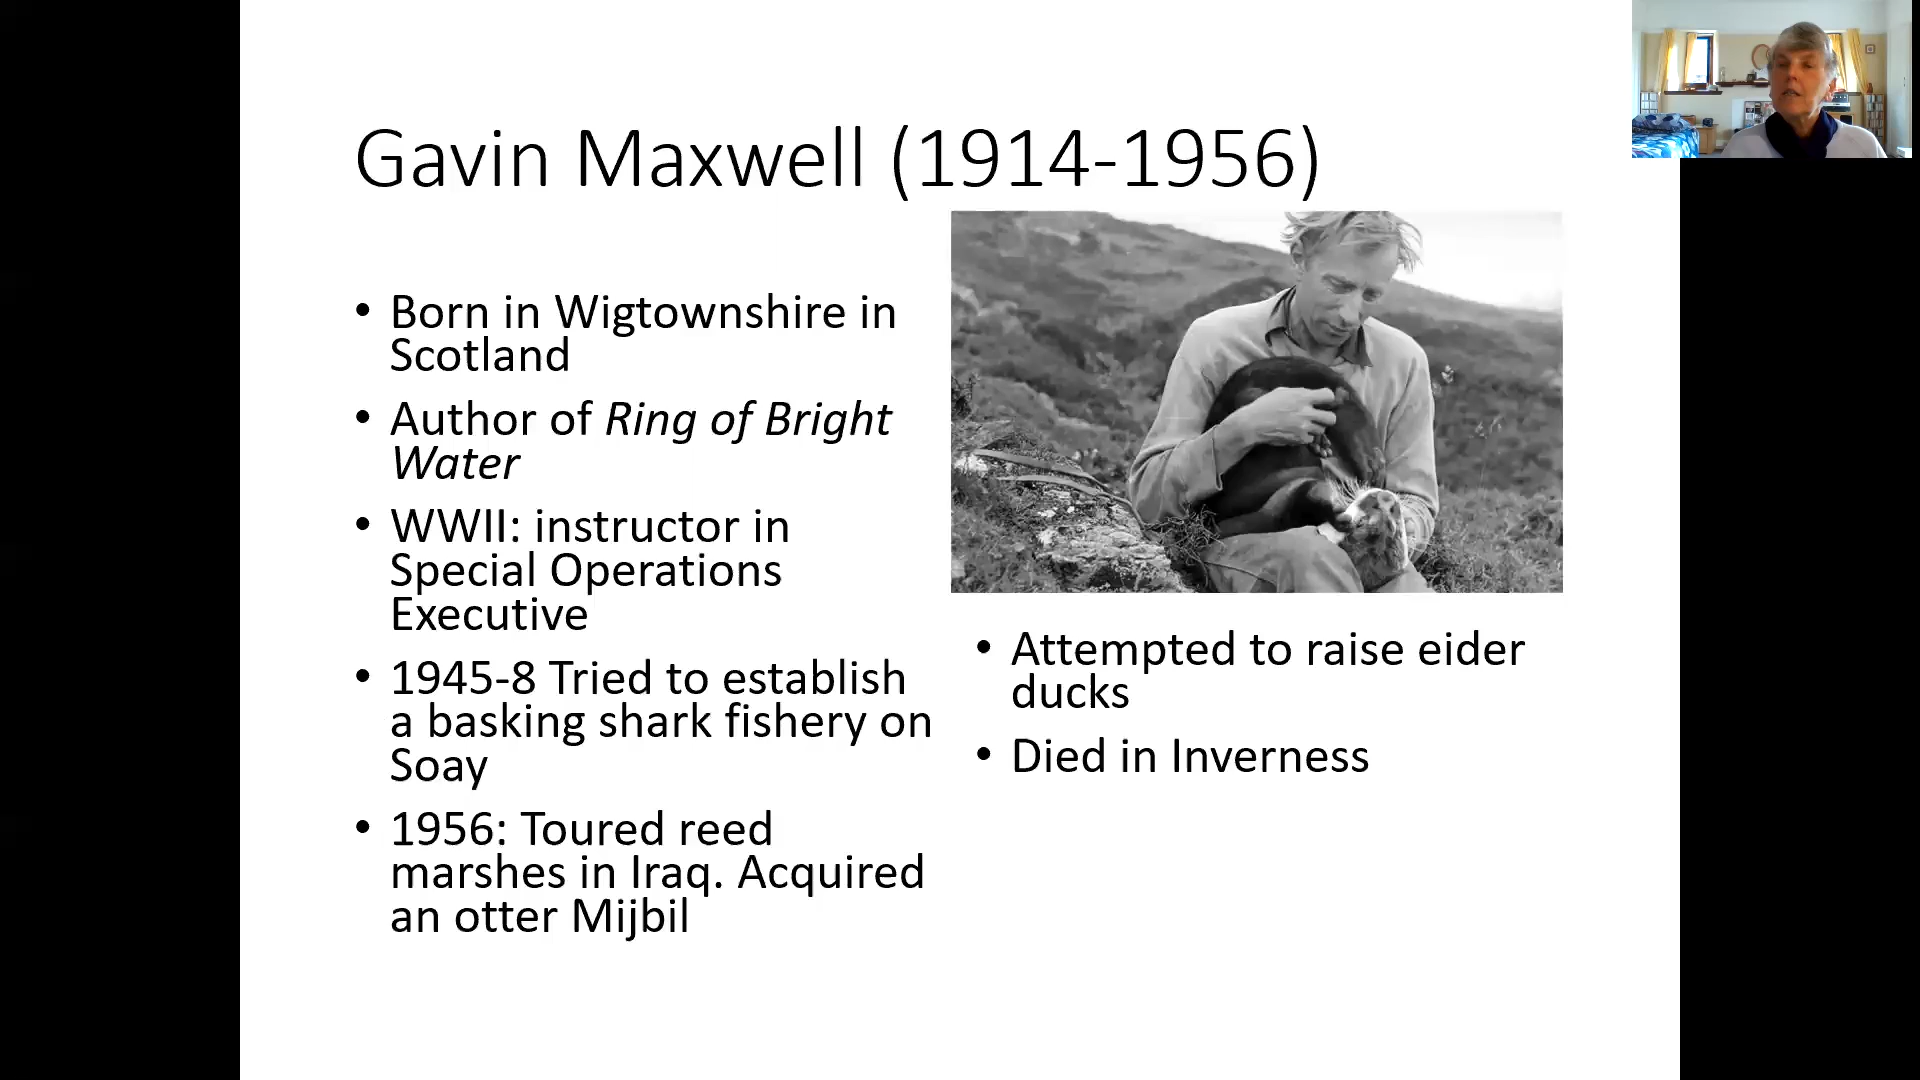 Gavin Maxwell (1914-1956)
• Born in Wigtownshire in
Scotland
• Author of Ring of Bright
Water
• WWII: instructor in
Special Operations
Executive
• 1945-8 Tried to establish
a basking shark fishery on
Soay
• 1956: Toured reed
marshes in Iraq. Acquired
an otter Mijbil
• Attempted to raise eider
ducks
• Died in Inverness